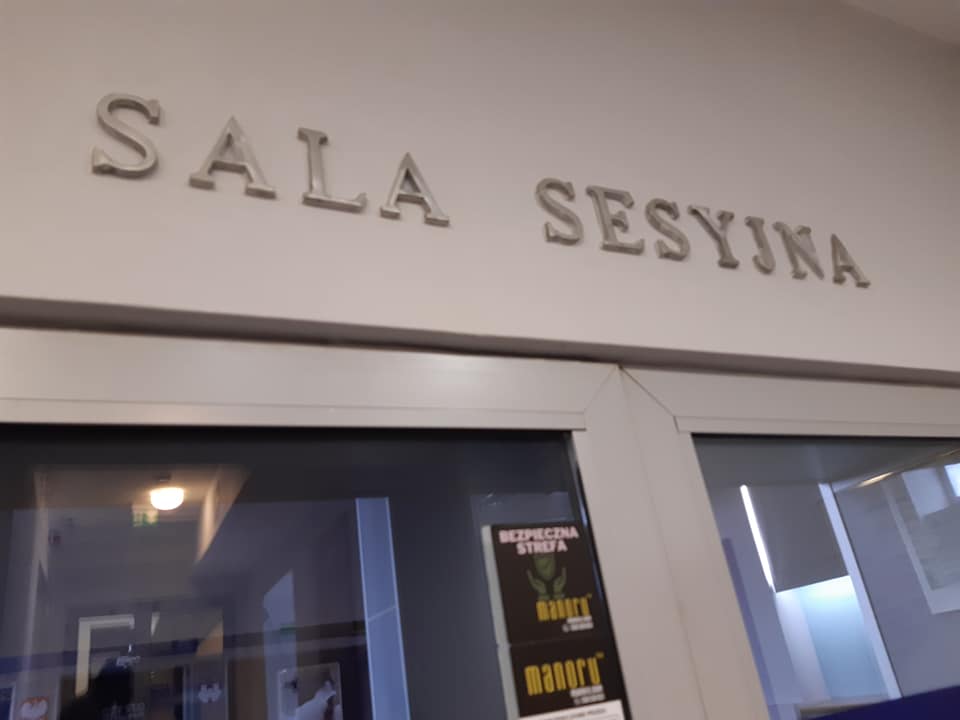 SALA SESYJNA
BEZPIECZNA
STREFA
manoru
manoru